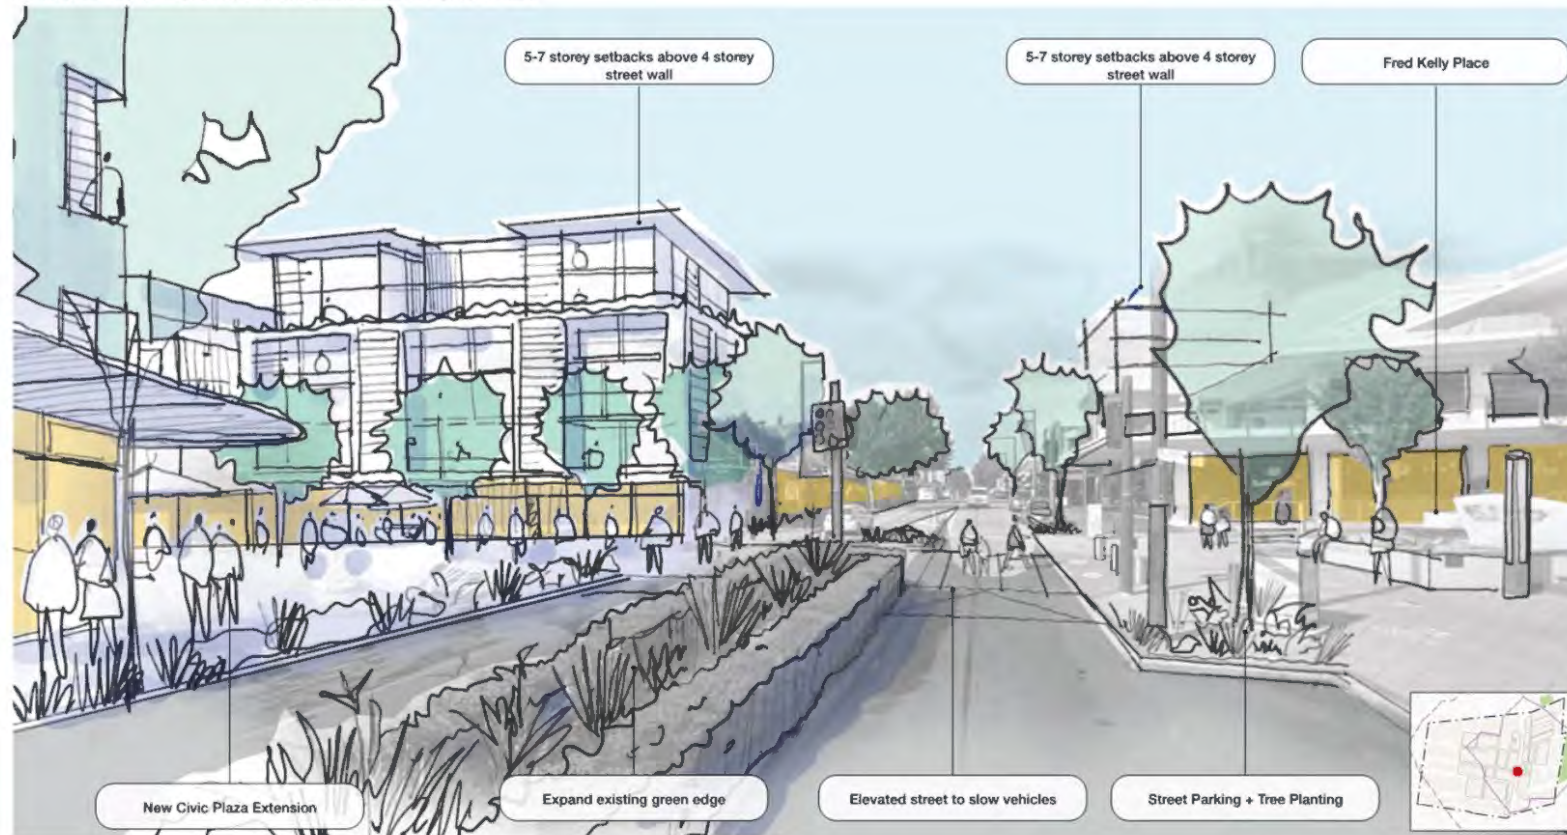 5-7 storey setbacks above 4 storey
street wall
5-7 storey setbacks above 4 storey
street wall
Fred Kelly Place
New Civic Plaza Extension
Expand existing green edge
Elevated street to slow vehicles
Street Parking + Tree Planting